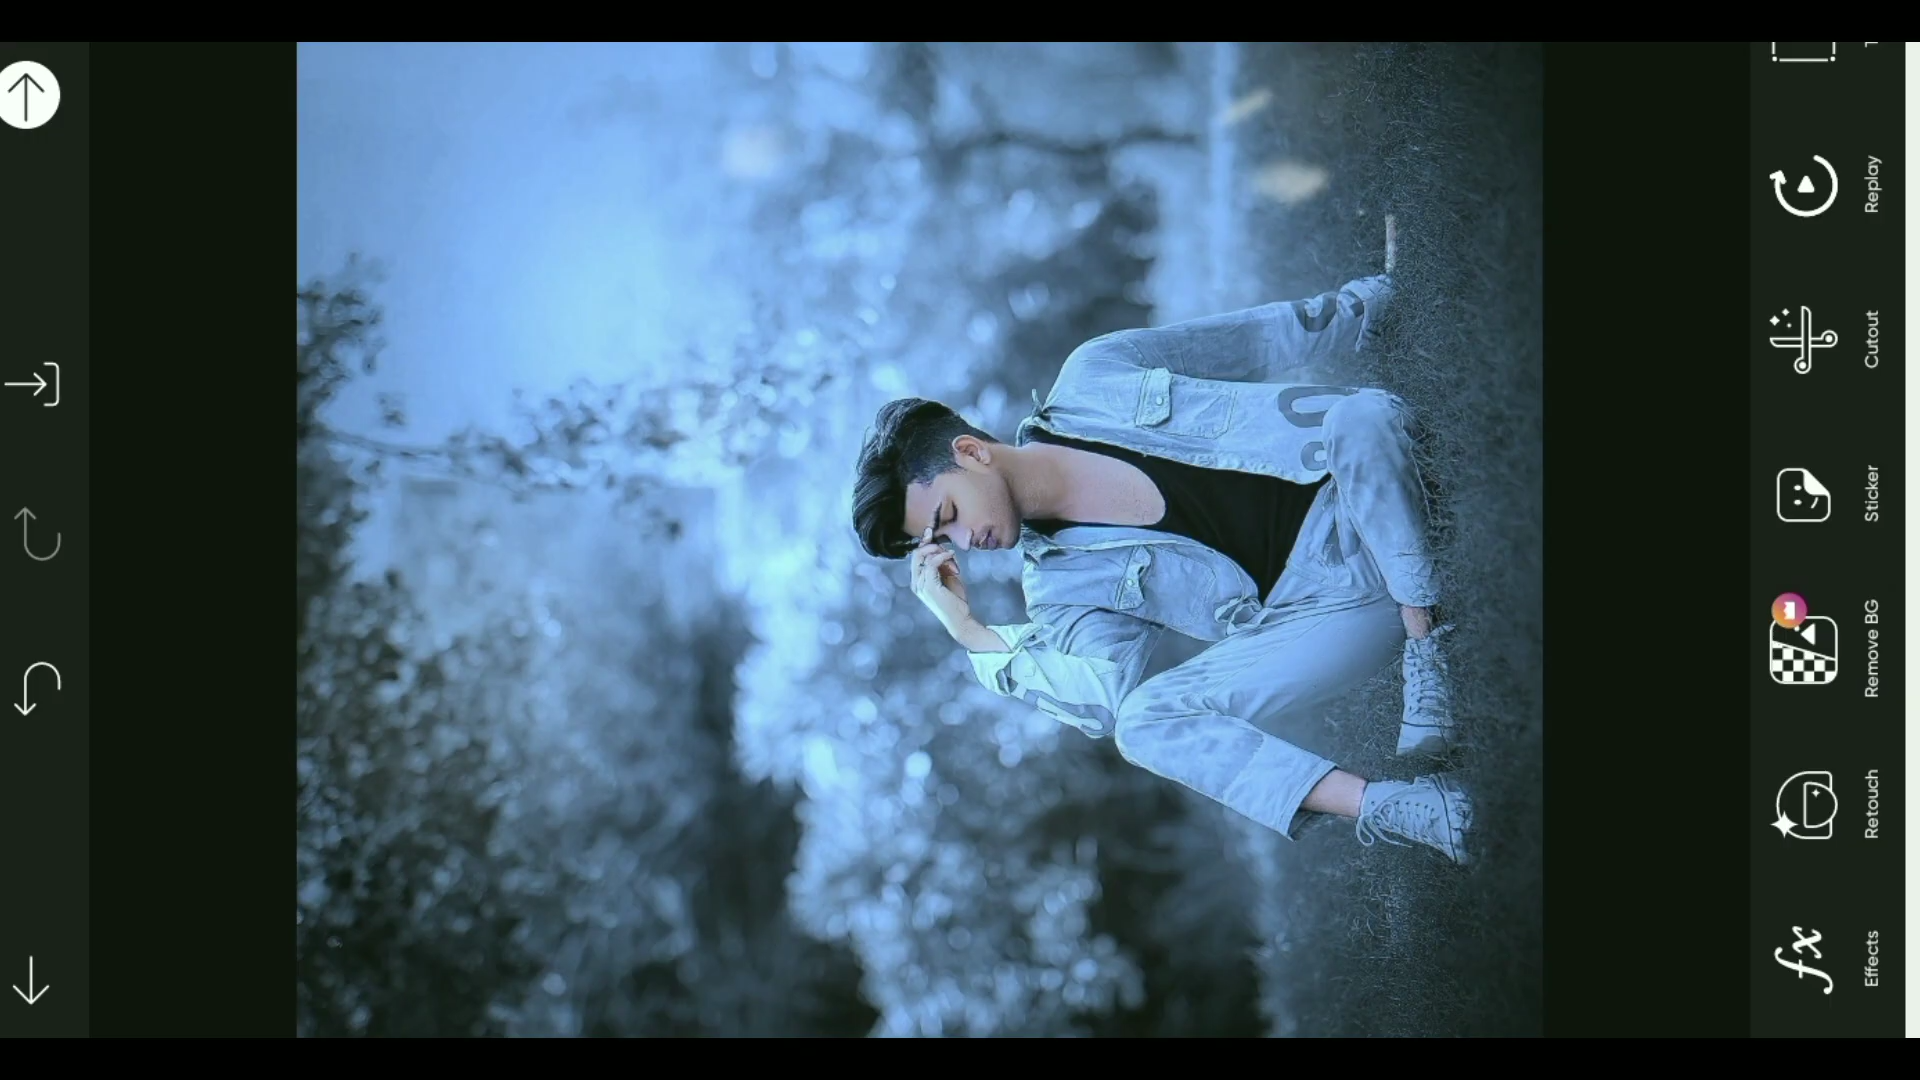 Effects
Retouch
Remove BG
Sticker
Cutout
Replay